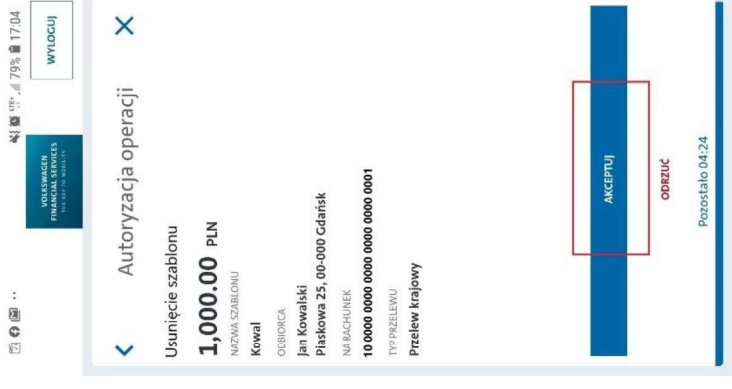 79% 17:04
VOLKSWAGEN
FINANCIAL SERVICES
THE KEY TO MOBILITY
WYLOGUJ
Autoryzacja operacji
Usunięcie szablonu
1,000.00 PLN
NAZWA SZABLONU
Kowal
ODBIORCA
Jan Kowalski
Piaskowa 25, 00-000 Gdańsk
NA RACHUNEK
10 0000 0000 0000 0000 0000 0001
TYP PRZELEWU
Przelew krajowy
AKCEPTUJ
ODRZUĆ
Pozostało 04:24